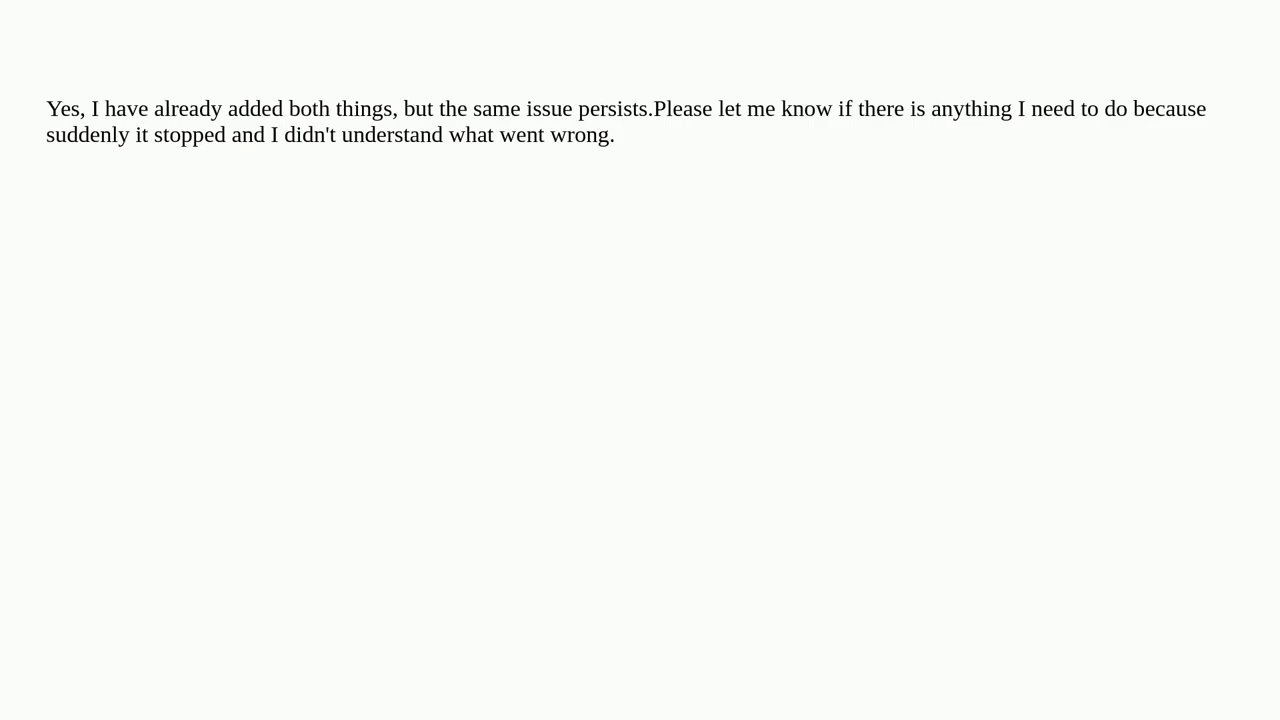 Yes, I have already added both things, but the same issue persists.Please let me know if there is anything I need to do because
suddenly it stopped and I didn't understand what went wrong.